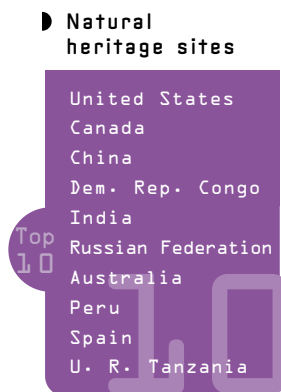 Natural
heritage sites
United States
Canada
China
Dem. Rep. Congo
India
Russian Federation
Australia
Peru
Spain
U. R. Tanzania
Top
10
10